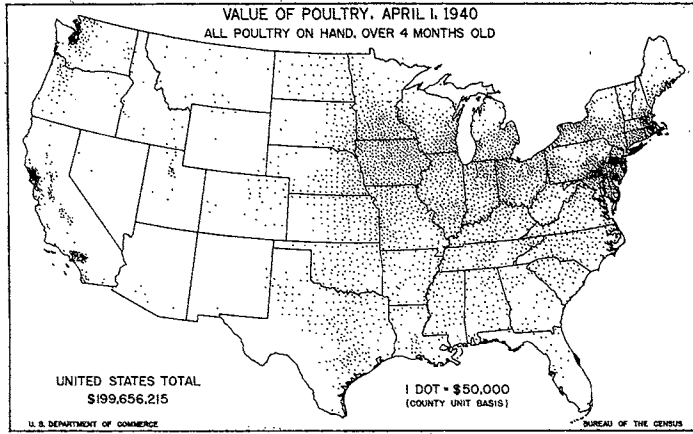 VALUE OF POULTRY, APRIL 1, 1940
ALL POULTRY ON HAND, OVER 4 MONTHS OLD
UNITED STATES TOTAL
$199,656,215
1 DOT = $50,000
(COUNTY UNIT BASIS)
U. S. DEPARTMENT OF COMMERCE
BUREAU OF THE CENSUS